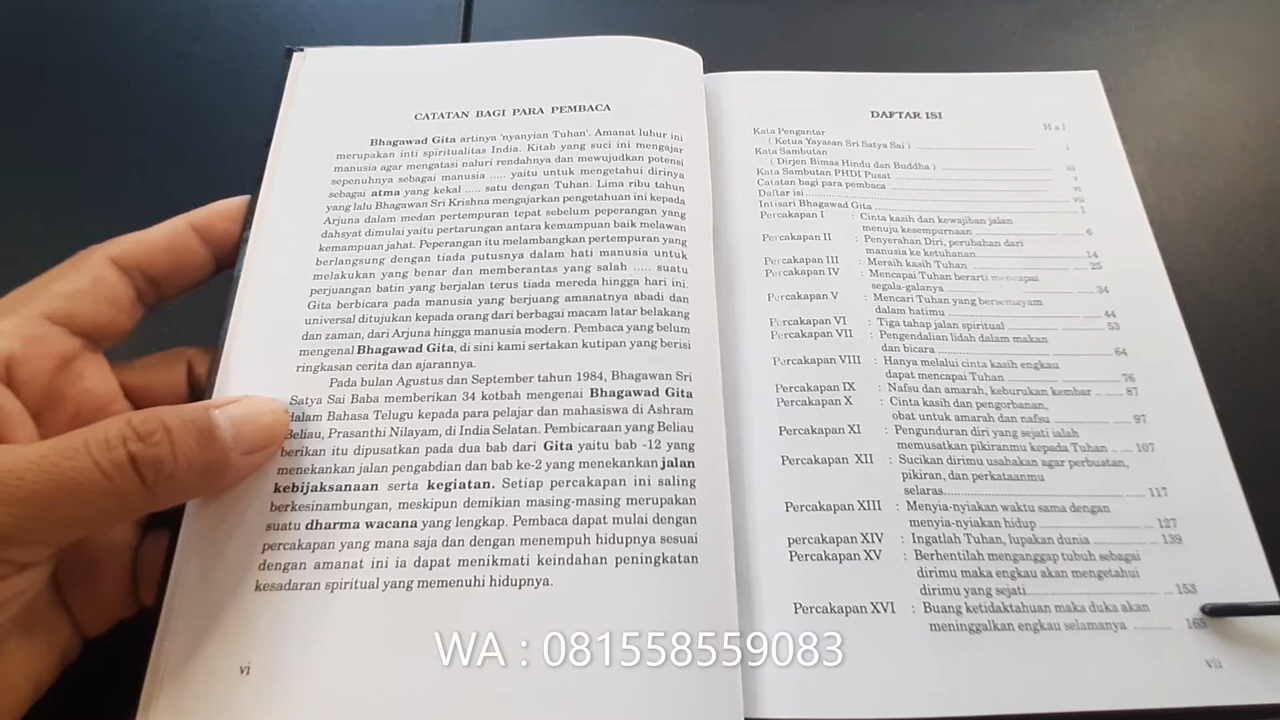 CATATAN BAGI PARA PEMBACA
Bhagawad Gita artinya 'nyanyian Tuhan'. Amanat luhur ini
merupakan inti spiritualitas India. Kitab yang suci ini mengajar
manusia agar mengatasi naluri rendahnya dan mewujudkan potensi
sepenuhnya sebagai manusia ..... yaitu untuk mengetahui dirinya
sebagai atma yang kekal ..... satu dengan Tuhan. Lima ribu tahun
yang lalu Bhagawan Sri Krishna mengajarkan pengetahuan ini kepada
Arjuna dalam medan pertempuran tepat sebelum peperangan yang
dahsyat dimulai yaitu pertarungan antara kemampuan baik melawan
kemampuan jahat. Peperangan itu melambangkan pertempuran yang
berlangsung dengan tiada putusnya dalam hati manusia untuk
melakukan yang benar dan memberantas yang salah ..... suatu
perjuangan batin yang berjalan terus tiada mereda hingga hari ini.
Gita berbicara pada manusia yang berjuang amanatnya abadi dan
universal ditujukan kepada orang dari berbagai macam latar belakang
dan zaman, dari Arjuna hingga manusia modern. Pembaca yang belum
mengenal Bhagawad Gita, di sini kami sertakan kutipan yang berisi
ringkasan cerita dan ajarannya.
Pada bulan Agustus dan September tahun 1984, Bhagawan Sri
Satya Sai Baba memberikan 34 kotbah mengenai Bhagawad Gita
dalam Bahasa Telugu kepada para pelajar dan mahasiswa di Ashram
Beliau, Prasanthi Nilayam, di India Selatan. Pembicaraan yang Beliau
berikan itu dipusatkan pada dua bab dari Gita yaitu bab -12 yang
menekankan jalan pengabdian dan bab ke-2 yang menekankan jalan
kebijaksanaan serta kegiatan. Setiap percakapan ini saling
berkesinambungan, meskipun demikian masing-masing merupakan
suatu dharma wacana yang lengkap. Pembaca dapat mulai dengan
percakapan yang mana saja dan dengan menempuh hidupnya sesuai
dengan amanat ini ia dapat menikmati keindahan peningkatan
kesadaran spiritual yang memenuhi hidupnya.
vi
DAFTAR ISI
Hal
Kata Pengantar
( Ketua Yayasan Sri Satya Sai ) ..... i
Kata Sambutan
( Dirjen Bimas Hindu dan Buddha ) ..... iii
Kata Sambutan PHDI Pusat ..... v
Catatan bagi para pembaca ..... vi
Daftar isi ..... vii
Intisari Bhagawad Gita ..... 1
Percakapan I : Cinta kasih dan kewajiban jalan
menuju kesempurnaan ..... 6
Percakapan II : Penyerahan Diri, perubahan dari
manusia ke ketuhanan ..... 14
Percakapan III : Meraih kasih Tuhan ..... 25
Percakapan IV : Mencapai Tuhan berarti mencapai
segala-galanya ..... 34
Percakapan V : Mencari Tuhan yang bersemayam
dalam hatimu ..... 44
Percakapan VI : Tiga tahap jalan spiritual ..... 53
Percakapan VII : Pengendalian lidah dalam makan
dan bicara ..... 64
Percakapan VIII : Hanya melalui cinta kasih engkau
dapat mencapai Tuhan ..... 76
Percakapan IX : Nafsu dan amarah, keburukan kembar .. 87
Percakapan X : Cinta kasih dan pengorbanan,
obat untuk amarah dan nafsu ..... 97
Percakapan XI : Pengunduran diri yang sejati ialah
memusatkan pikiranmu kepada Tuhan .. 107
Percakapan XII : Sucikan dirimu usahakan agar perbuatan,
pikiran, dan perkataanmu
selaras..... 117
Percakapan XIII : Menyia-nyiakan waktu sama dengan
menyia-nyiakan hidup ..... 127
percakapan XIV : Ingatlah Tuhan, lupakan dunia ..... 139
Percakapan XV : Berhentilah menganggap tubuh sebagai
dirimu maka engkau akan mengetahui
dirimu yang sejati..... 153
Percakapan XVI : Buang ketidaktahuan maka duka akan
meninggalkan engkau selamanya ..... 165
vii
WA : 081558559083